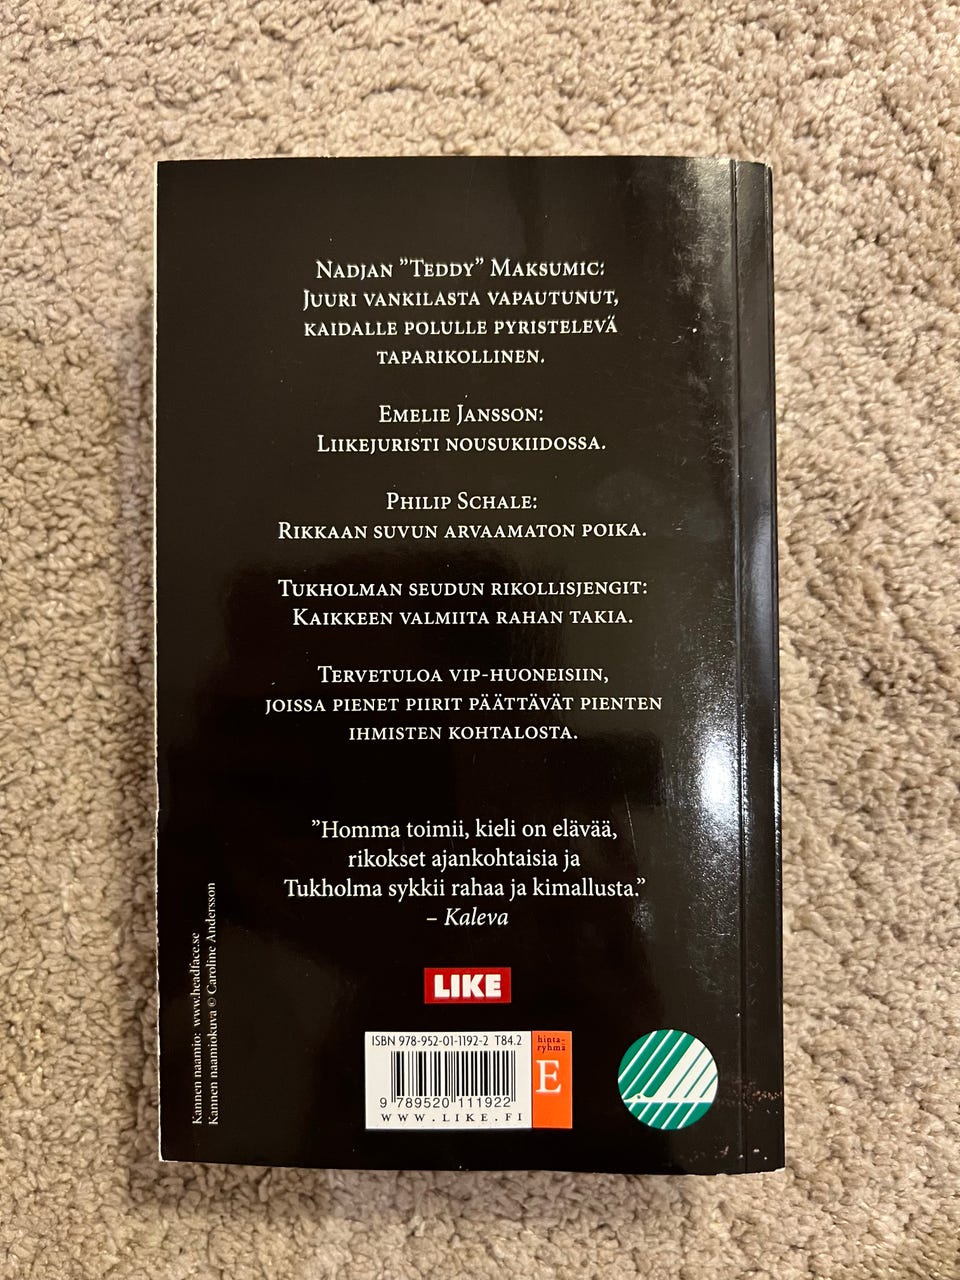 Nadjan ”Teddy” Maksumic:
Juuri vankilasta vapautunut,
kaidalle polulle pyristelevä
taparikollinen.
Emelie Jansson:
Liikejuristi nousukiidossa.
Philip Schale:
Rikkaan suvun arvaamaton poika.
Tukholman seudun rikollisjengit:
Kaikkeen valmiita rahan takia.
Tervetuloa vip-huoneisiin,
joissa pienet piirit päättävät pienten
ihmisten kohtalosta.
”Homma toimii, kieli on elävää,
rikokset ajankohtaisia ja
Tukholma sykkii rahaa ja kimallusta.”
– Kaleva
Kannen naamio: www.headface.se
Kannen naamiokuva © Caroline Andersson
LIKE
ISBN 978-952-01-1192-2 T84.2
hinta-
ryhmä
E
9 789520 111922
WWW.LIKE.FI